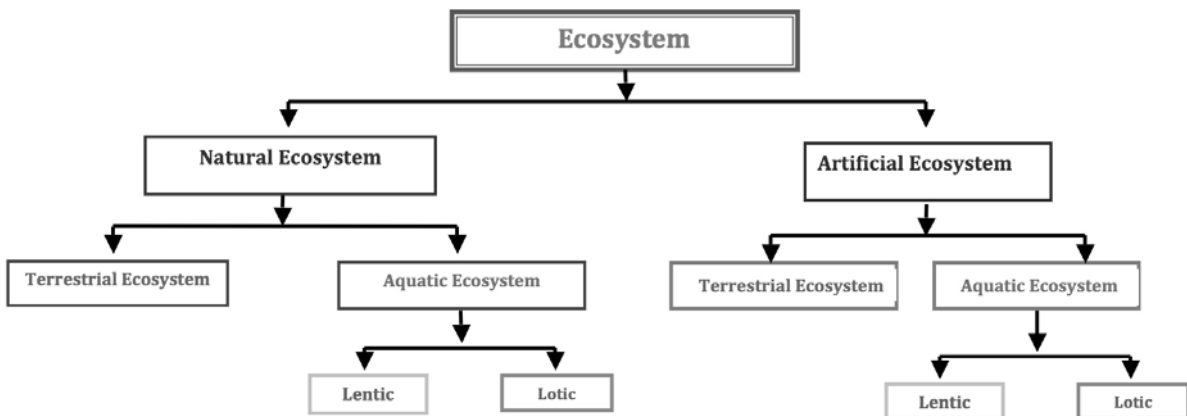 Ecosystem
Natural Ecosystem
Artificial Ecosystem
Terrestrial Ecosystem
Aquatic Ecosystem
Terrestrial Ecosystem
Aquatic Ecosystem
Lentic
Lotic
Lentic
Lotic